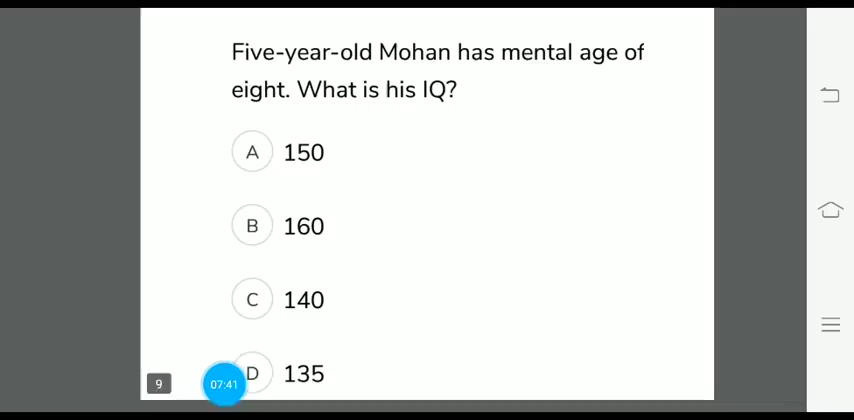 Five-year-old Mohan has mental age of
eight. What is his IQ?
A 150
B 160
C 140
D 135
9
07:41